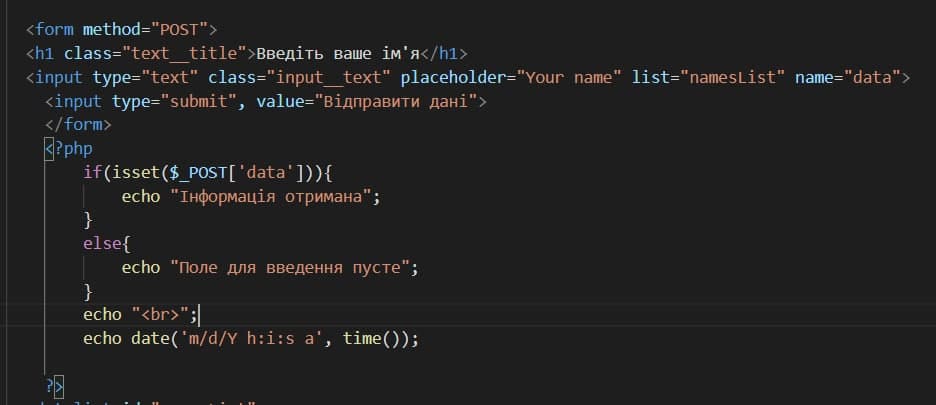 <form method="POST">
<h1 class="text__title">Введіть ваше ім'я</h1>
<input type="text" class="input__text" placeholder="Your name" list="namesList" name="data">
<input type="submit", value="Відправити дані">
</form>
<?php
if(isset($_POST['data'])){
echo "Інформація отримана";
}
else{
echo "Поле для введення пусте";
}
echo "<br>";
echo date('m/d/Y h:i:s a', time());
?>